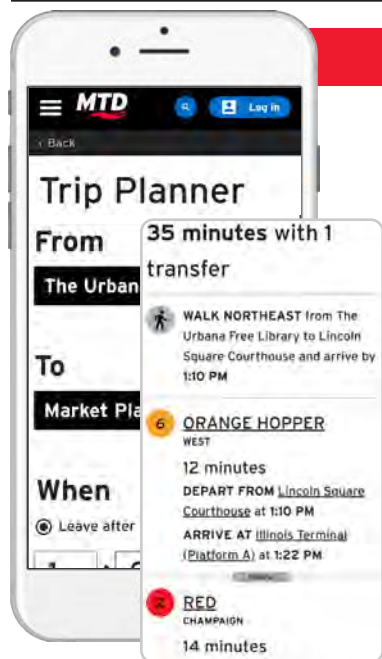 MTD
Log in
‹ Back
Trip Planner
From
The Urban
To
Market Pla
When
Leave after
35 minutes with 1
transfer
WALK NORTHEAST from The
Urbana Free Library to Lincoln
Square Courthouse and arrive by
1:10 PM
6 ORANGE HOPPER
WEST
12 minutes
DEPART FROM Lincoln Square
Courthouse at 1:10 PM
ARRIVE AT Illinois Terminal
(Platform A) at 1:22 PM
2 RED
CHAMPAIGN
14 minutes